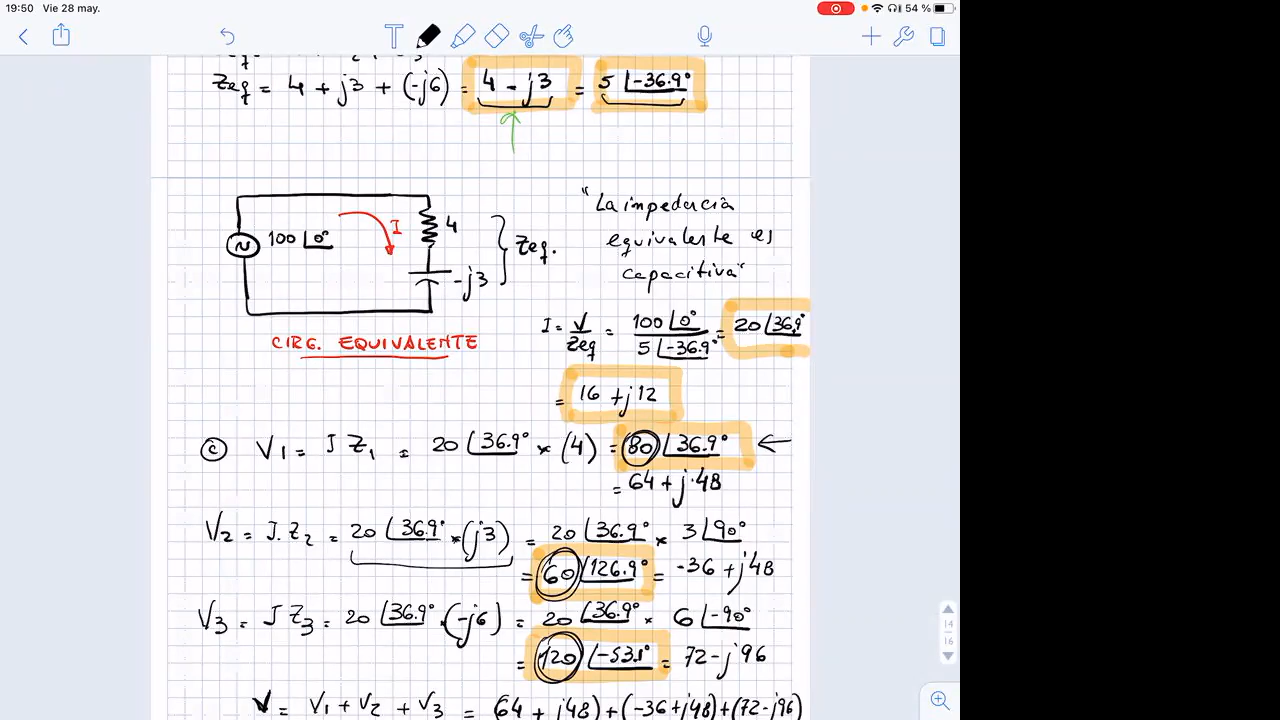 19:50 Vie 28 may.
54 %
Zeq = 4 + j3 + (-j6) = 4 - j3 = 5 ∠-36.9°
100 ∠0°
I
4
-j3
} Zeq.
"La impedancia
equivalente es
capacitiva"
CIRC. EQUIVALENTE
I = V/Zeq = 100 ∠0° / 5 ∠-36.9° = 20 ∠36.9°
= 16 + j12
ⓒ V1 = I Z1 = 20 ∠36.9° * (4) = 80 ∠36.9° ←
= 64 + j·48
V2 = I. Z2 = 20 ∠36.9° * (j3) = 20 ∠36.9° * 3 ∠90°
= 60 ∠126.9° = -36 + j48
V3 = I Z3 = 20 ∠36.9° · (-j6) = 20 ∠36.9° * 6 ∠-90°
= 120 ∠-53.1° = 72 - j96
V = V1 + V2 + V3 = (64 + j48) + (-36 + j48) + (72 - j96)
14
16